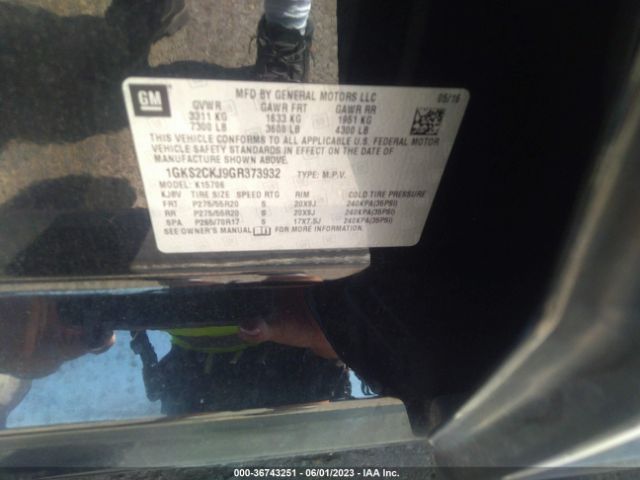 GM
MFD BY GENERAL MOTORS LLC 05/16
GVWR GAWR FRT GAWR RR
3311 KG 1633 KG 1951 KG
7300 LB 3600 LB 4300 LB
THIS VEHICLE CONFORMS TO ALL APPLICABLE U.S. FEDERAL MOTOR
VEHICLE SAFETY STANDARDS IN EFFECT ON THE DATE OF
MANUFACTURE SHOWN ABOVE.
1GKS2CKJ9GR373932 TYPE: M.P.V.
MODEL: K15706
TIRE SIZE SPEED RTG RIM COLD TIRE PRESSURE
FRT P275/55R20 S 20X9J 240KPA(35PSI)
RR P275/55R20 S 20X9J 240KPA(35PSI)
SPA P265/70R17 S 17X7.5J 240KPA(35PSI)
SEE OWNER'S MANUAL FOR MORE INFORMATION.
000-36743251 - 06/01/2023 - IAA Inc.